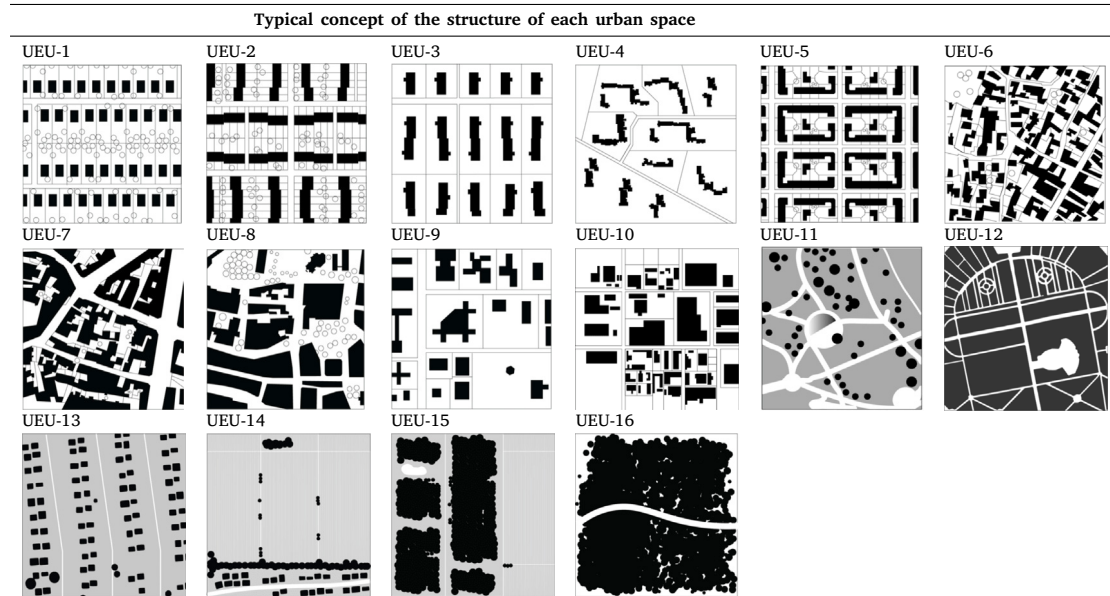 Typical concept of the structure of each urban space
UEU-1 UEU-2 UEU-3 UEU-4 UEU-5 UEU-6
UEU-7 UEU-8 UEU-9 UEU-10 UEU-11 UEU-12
UEU-13 UEU-14 UEU-15 UEU-16